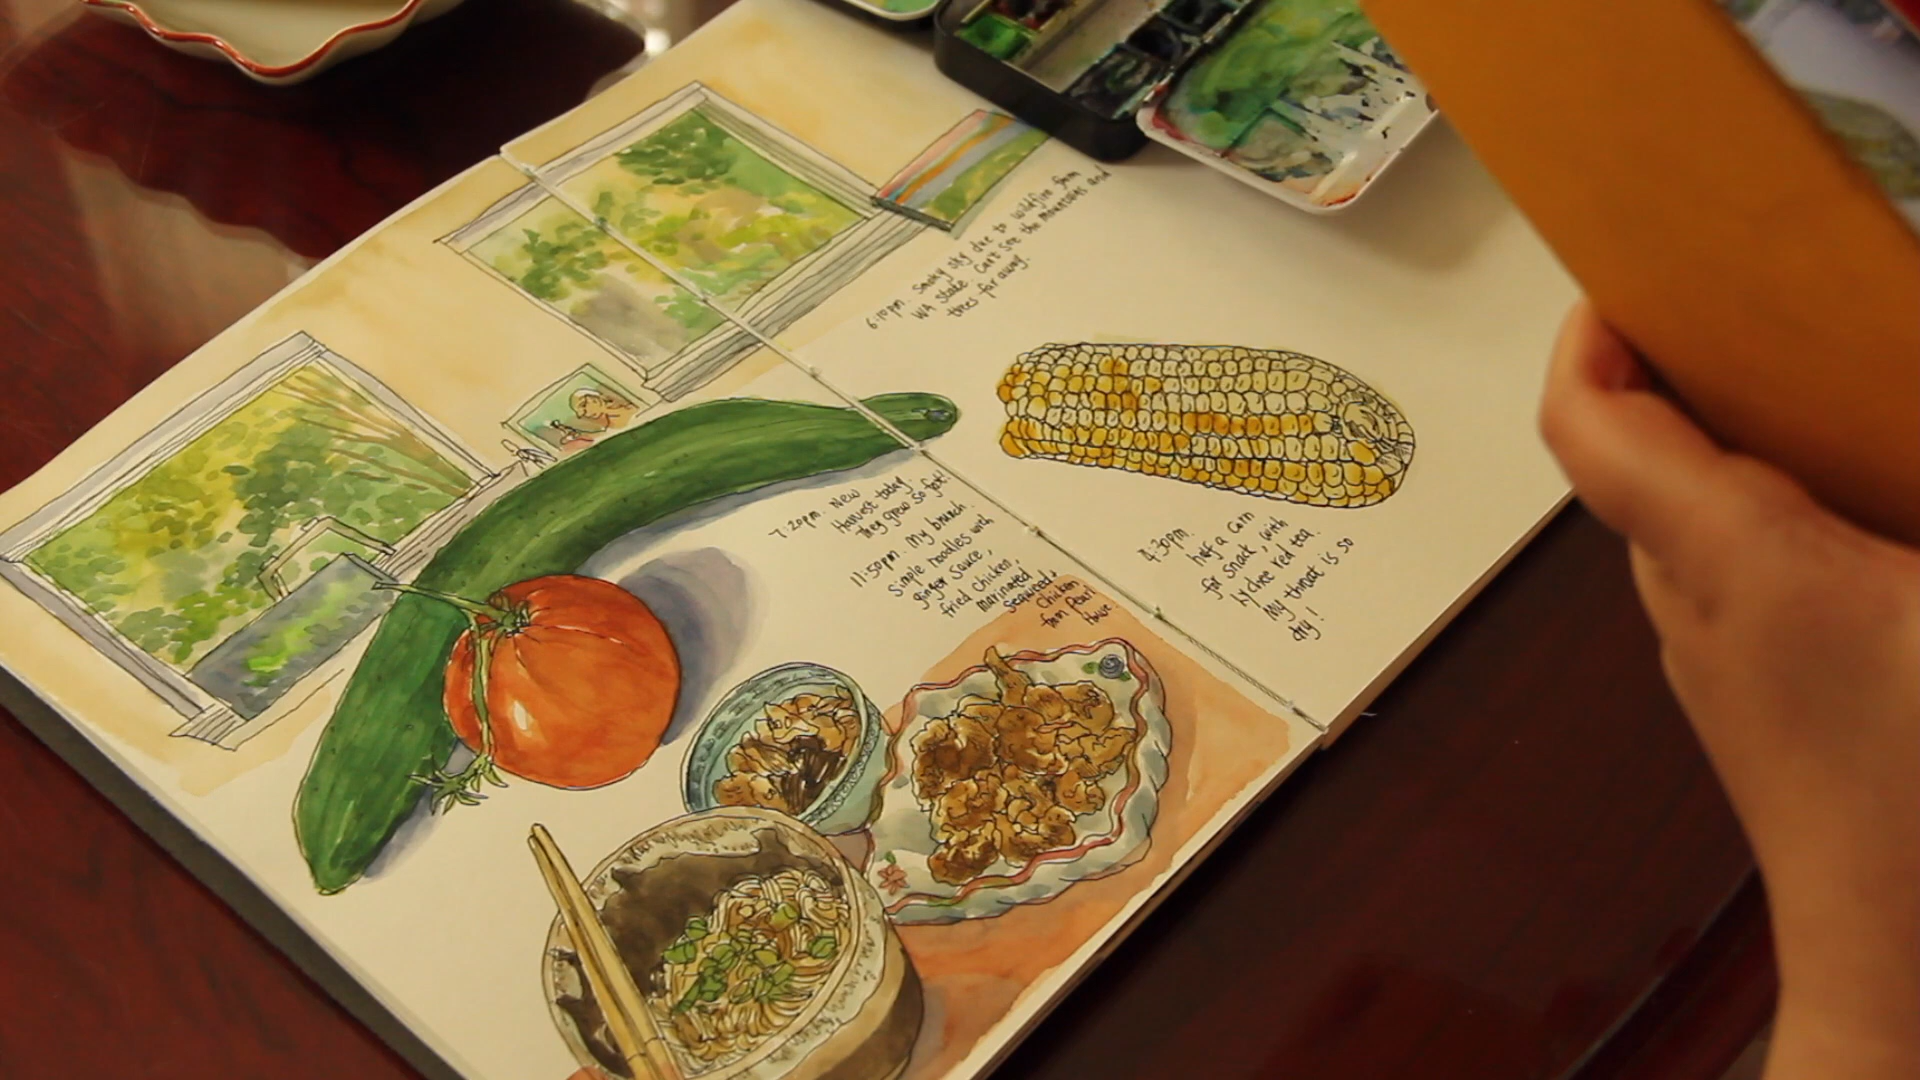 6:10pm. Smoky sky due to wildfire from
WA State. Can't see the mountains and
trees far away.
7:20pm. New
Harvest today.
They grew so fat!
11:50pm. My brunch.
Simple noodles with
ginger sauce,
fried chicken,
marinated
seaweed.
Chicken
from Pearl
House.
4:30pm.
half a corn
for snack, with
Lychee red tea.
My throat is so
dry!